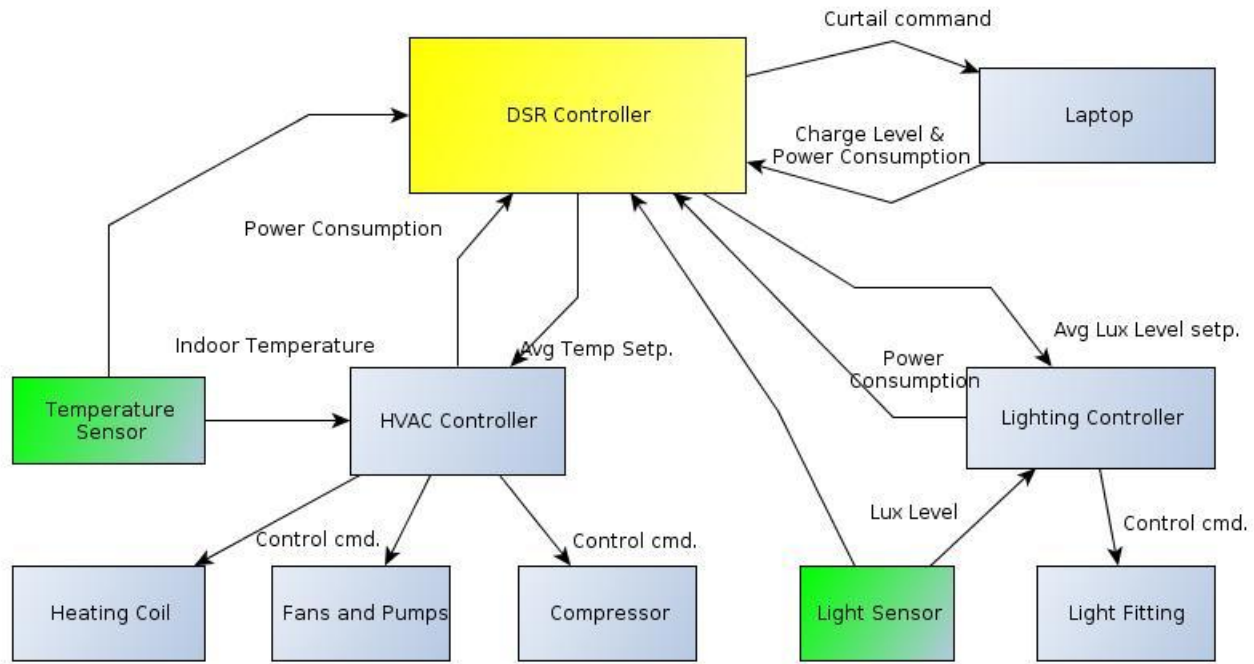 Curtail command
DSR Controller
Laptop
Charge Level &
Power Consumption
Power Consumption
Indoor Temperature
Avg Temp Setp.
Avg Lux Level setp.
Power
Consumption
Temperature
Sensor
HVAC Controller
Lighting Controller
Lux Level
Control cmd.
Control cmd.
Control cmd.
Heating Coil
Fans and Pumps
Compressor
Light Sensor
Light Fitting